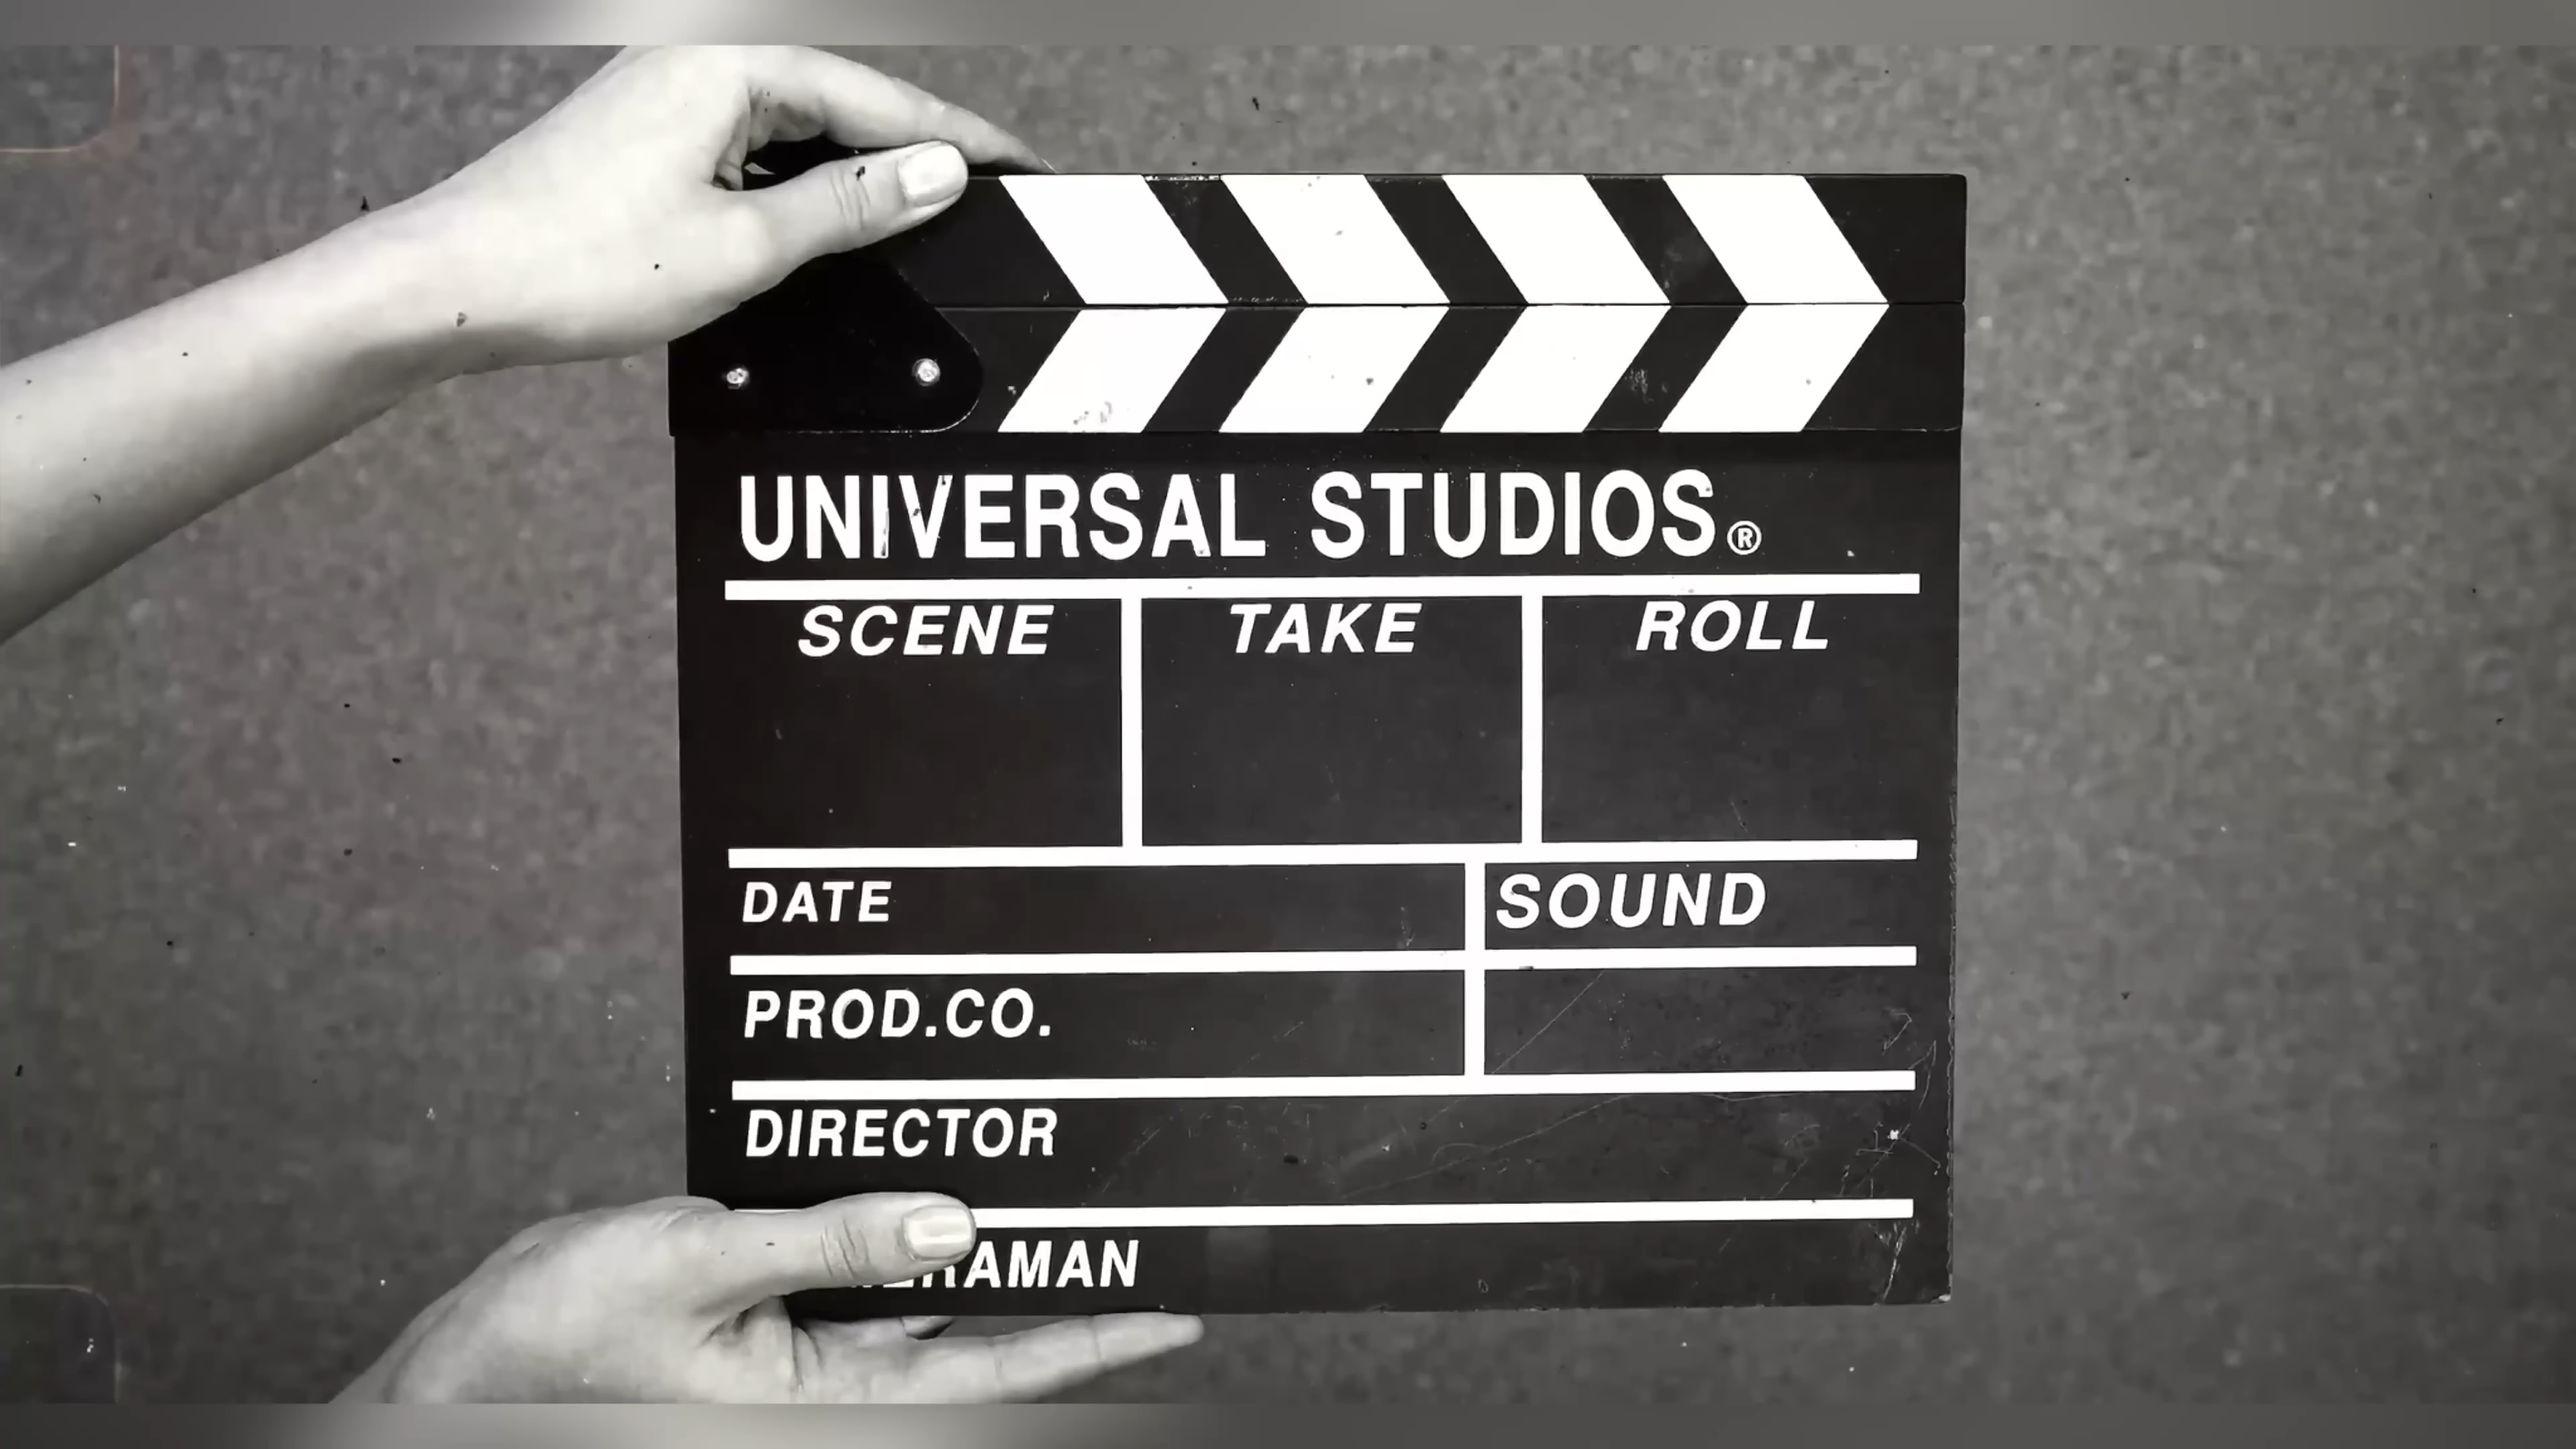 UNIVERSAL STUDIOS®
SCENE TAKE ROLL
DATE SOUND
PROD.CO.
DIRECTOR